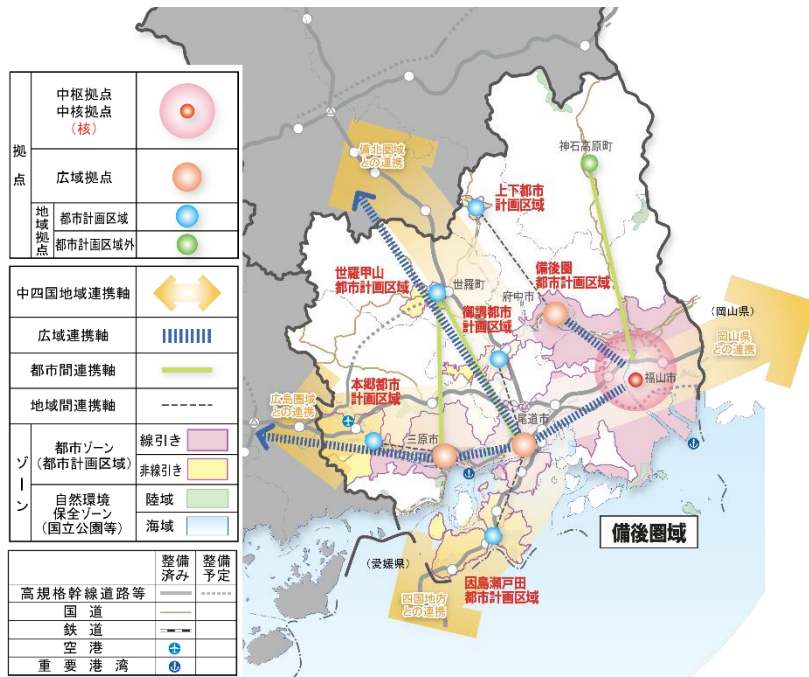 拠点
中枢拠点
中核拠点
(核)
広域拠点
地域拠点
都市計画区域
都市計画区域外
中四国地域連携軸
広域連携軸
都市間連携軸
地域間連携軸
ゾーン
都市ゾーン
(都市計画区域)
線引き
非線引き
自然環境
保全ゾーン
(国立公園等)
陸域
海域
整備
済み
整備
予定
高規格幹線道路等
国道
鉄道
空港
重要港湾
備北圏域
との連携
神石高原町
上下都市
計画区域
世羅甲山
都市計画区域
世羅町
備後圏
都市計画区域
府中市
御調都市
計画区域
(岡山県)
岡山県
との連携
福山市
本郷都市
計画区域
広島圏域
との連携
尾道市
三原市
備後圏域
(愛媛県)
因島瀬戸田
都市計画区域
四国地方
との連携